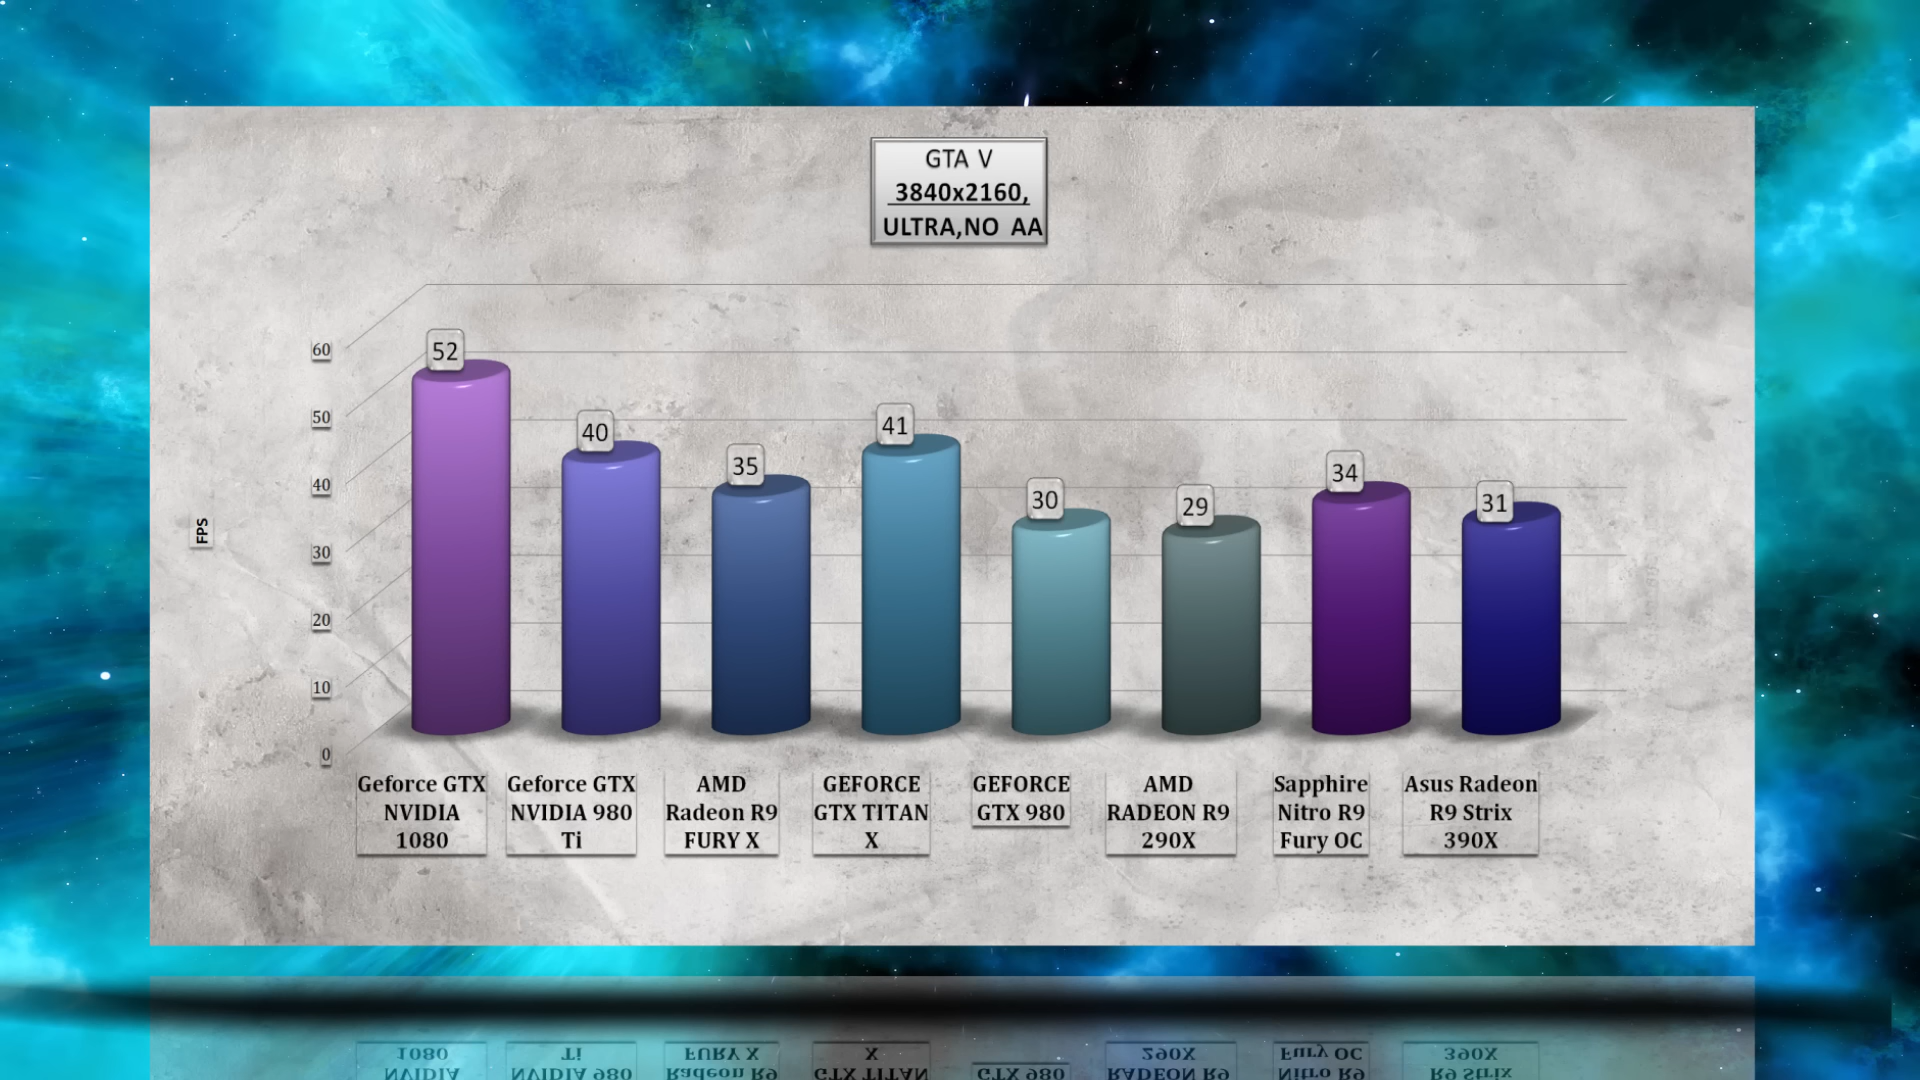 GTA V
3840x2160,
ULTRA,NO AA
60
50
40
30
20
10
0
FPS
52
40
35
41
30
29
34
31
Geforce GTX
NVIDIA
1080
Geforce GTX
NVIDIA 980
Ti
AMD
Radeon R9
FURY X
GEFORCE
GTX TITAN
X
GEFORCE
GTX 980
AMD
RADEON R9
290X
Sapphire
Nitro R9
Fury OC
Asus Radeon
R9 Strix
390X